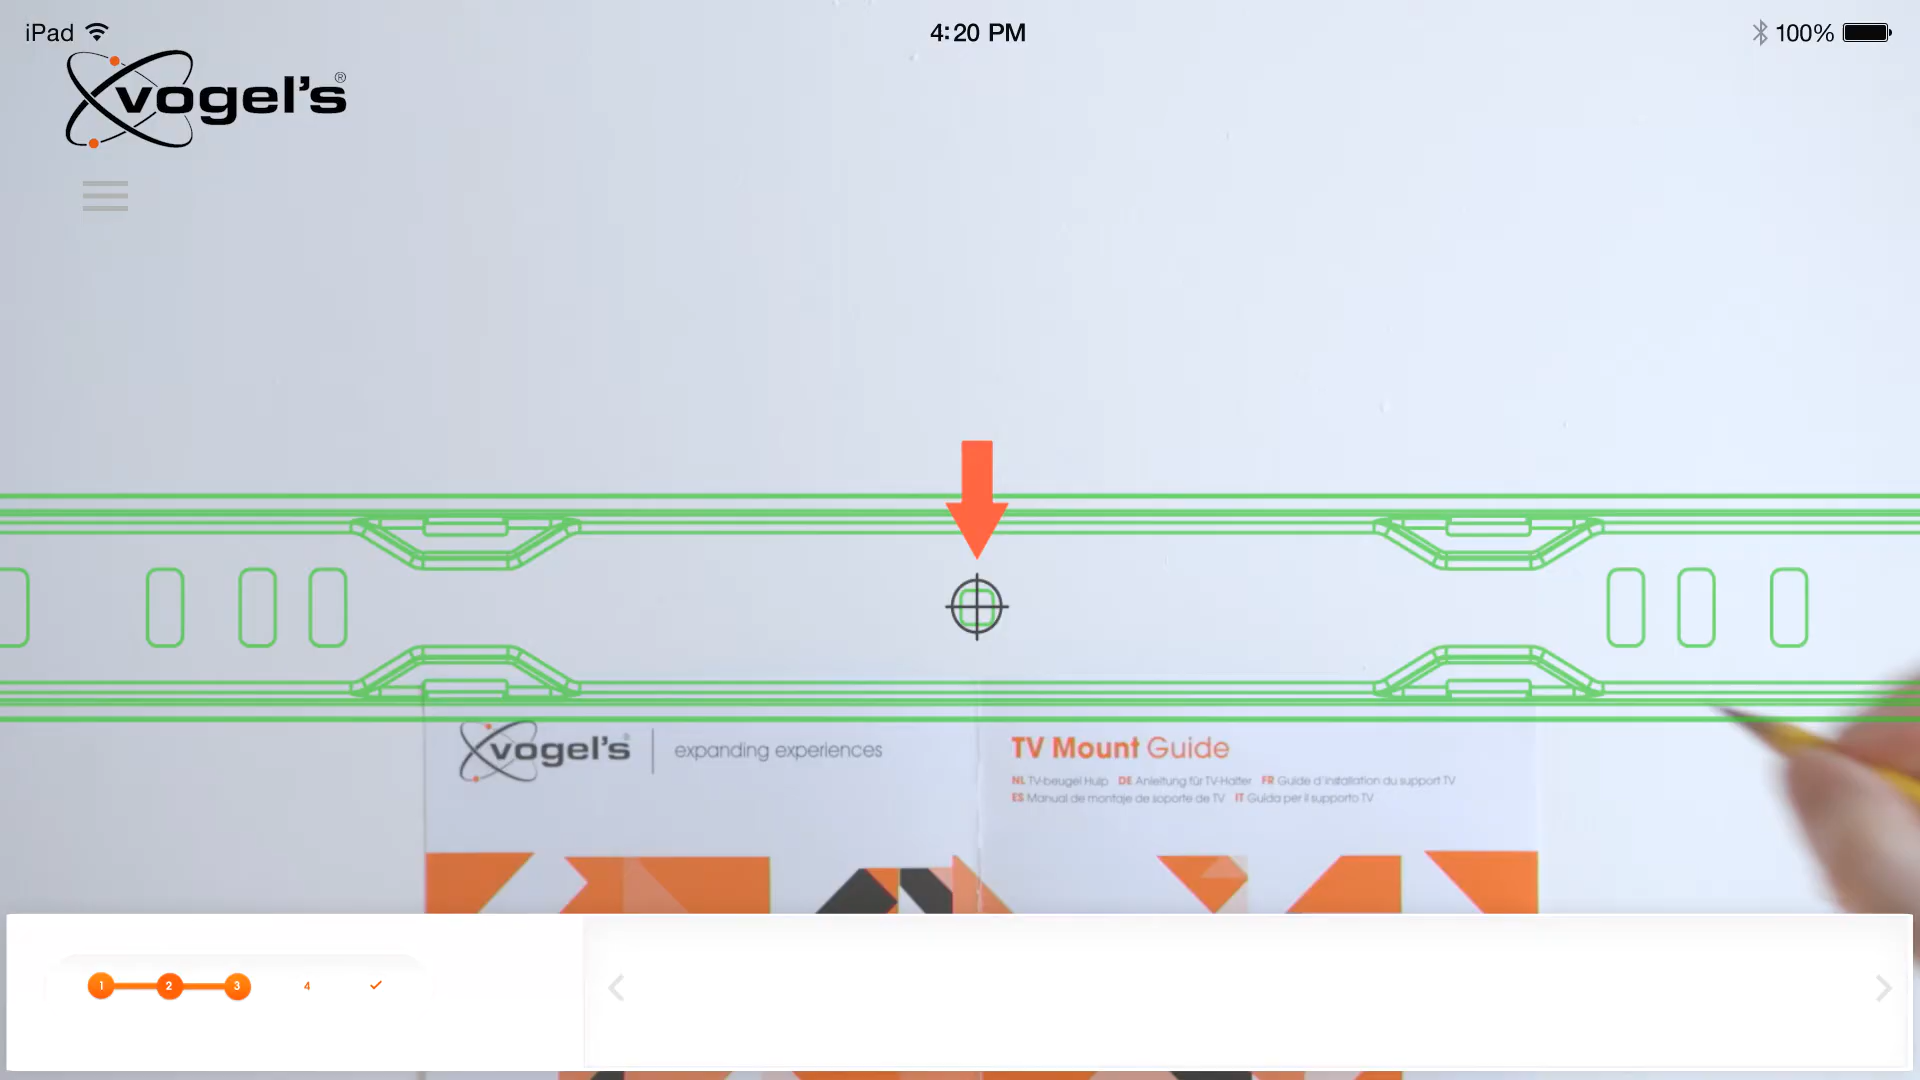 iPad
4:20 PM
100%
vogel's®
vogel's® expanding experiences
TV Mount Guide
NL TV-beugel Hulp DE Anleitung für TV-Halter FR Guide d'installation du support TV
ES Manual de montaje de soporte de TV IT Guida per il supporto TV
1 2 3 4